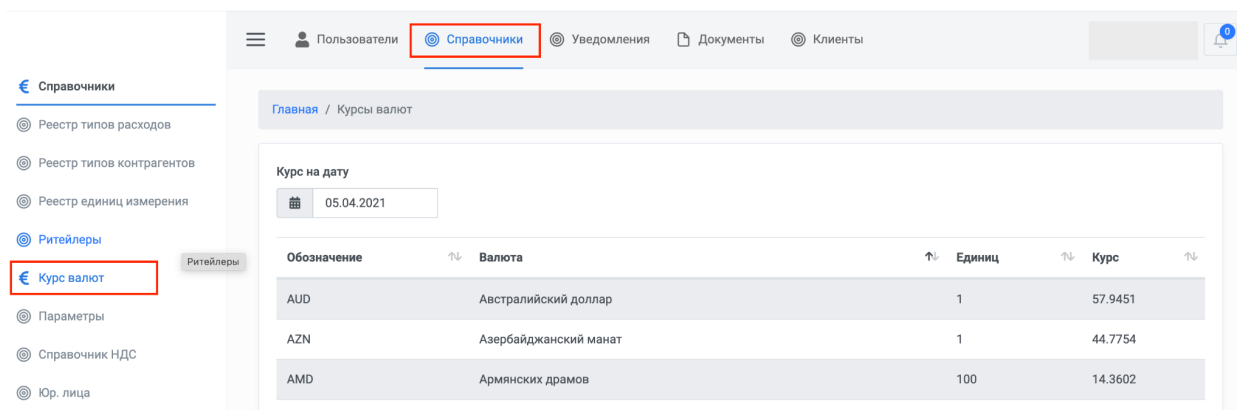 Пользователи Справочники Уведомления Документы Клиенты 0
€ Справочники
Реестр типов расходов
Реестр типов контрагентов
Реестр единиц измерения
Ритейлеры
Ритейлеры
€ Курс валют
Параметры
Справочник НДС
Юр. лица
Главная / Курсы валют
Курс на дату
05.04.2021
Обозначение Валюта Единиц Курс
AUD Австралийский доллар 1 57.9451
AZN Азербайджанский манат 1 44.7754
AMD Армянских драмов 100 14.3602